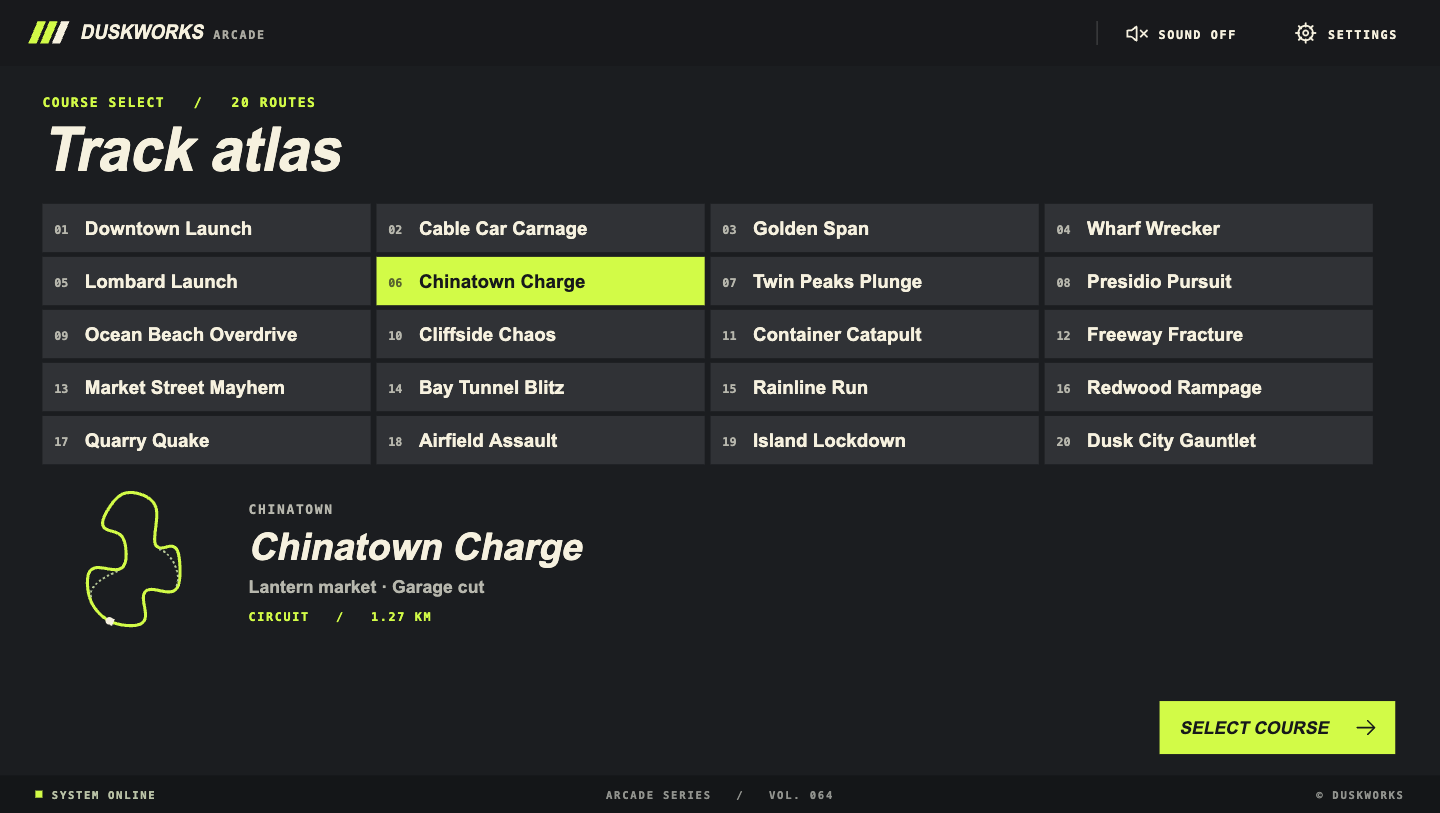 DUSKWORKS ARCADE
SOUND OFF
SETTINGS
COURSE SELECT / 20 ROUTES
Track atlas
01 Downtown Launch
02 Cable Car Carnage
03 Golden Span
04 Wharf Wrecker
05 Lombard Launch
06 Chinatown Charge
07 Twin Peaks Plunge
08 Presidio Pursuit
09 Ocean Beach Overdrive
10 Cliffside Chaos
11 Container Catapult
12 Freeway Fracture
13 Market Street Mayhem
14 Bay Tunnel Blitz
15 Rainline Run
16 Redwood Rampage
17 Quarry Quake
18 Airfield Assault
19 Island Lockdown
20 Dusk City Gauntlet
CHINATOWN
Chinatown Charge
Lantern market · Garage cut
CIRCUIT / 1.27 KM
SELECT COURSE
SYSTEM ONLINE
ARCADE SERIES / VOL. 064
© DUSKWORKS